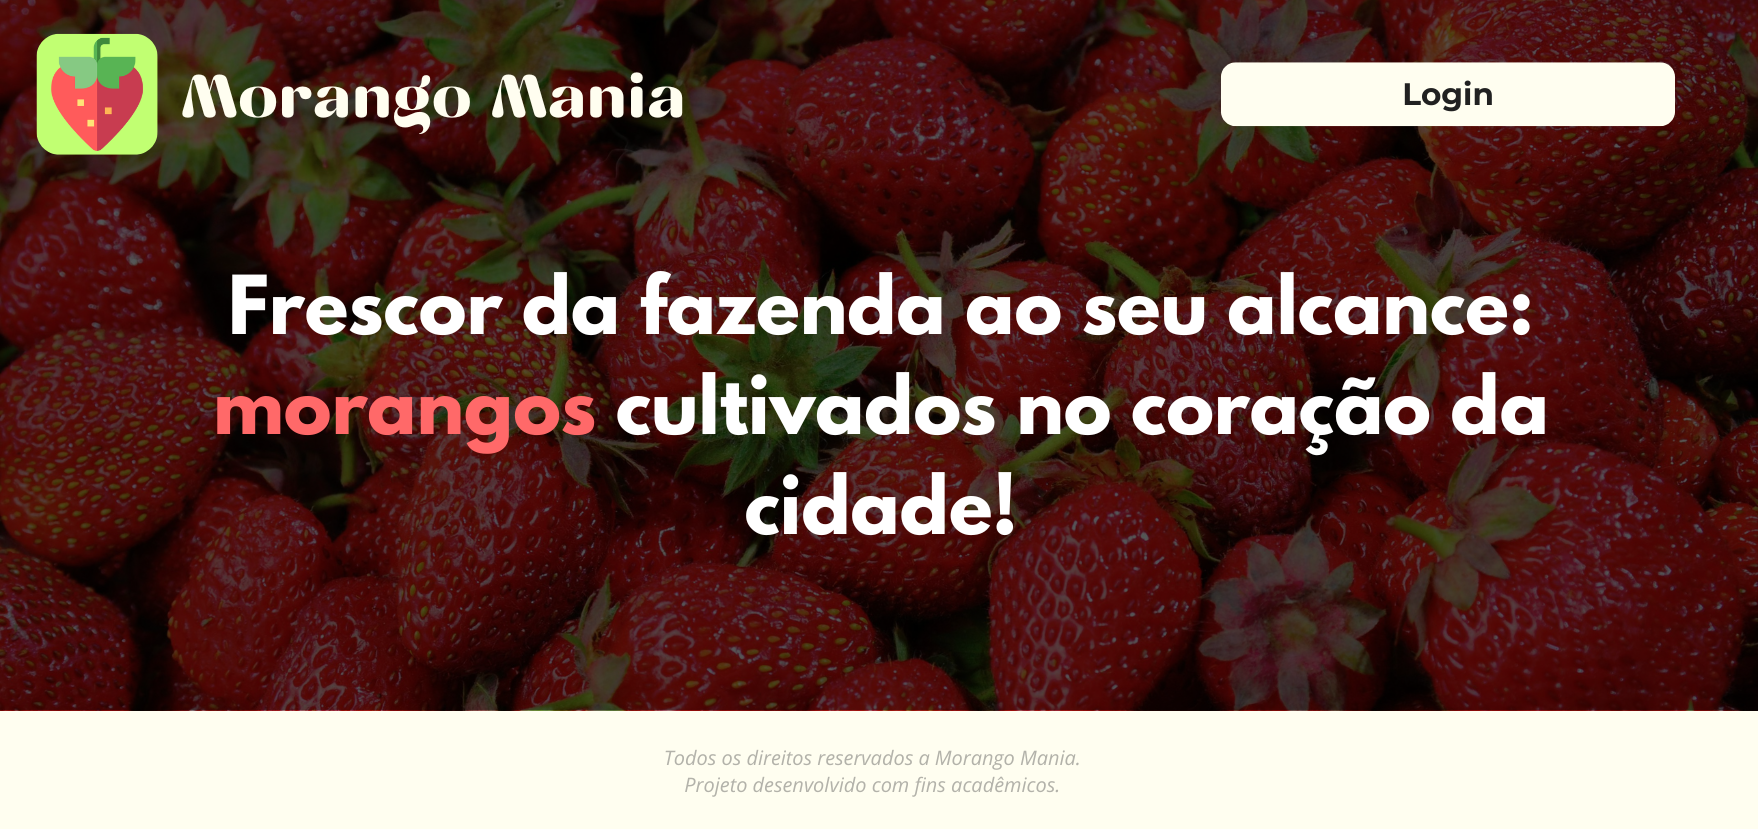 Morango Mania
Login
Frescor da fazenda ao seu alcance:
morangos cultivados no coração da
cidade!
Todos os direitos reservados a Morango Mania.
Projeto desenvolvido com fins acadêmicos.